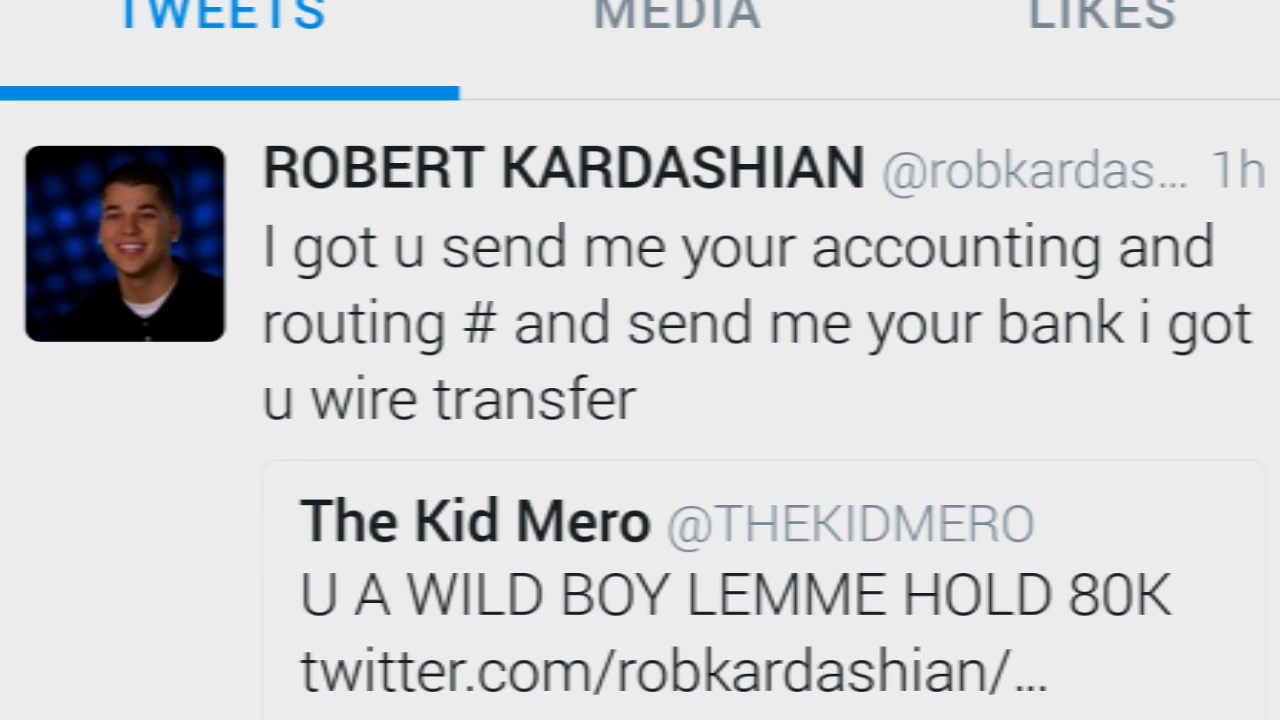 TWEETS MEDIA LIKES
ROBERT KARDASHIAN @robkardas... 1h
I got u send me your accounting and
routing # and send me your bank i got
u wire transfer
The Kid Mero @THEKIDMERO
U A WILD BOY LEMME HOLD 80K
twitter.com/robkardashian/...